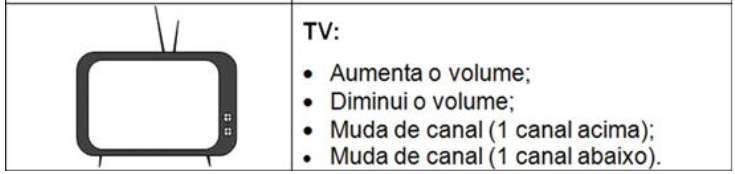 TV:
• Aumenta o volume;
• Diminui o volume;
• Muda de canal (1 canal acima);
• Muda de canal (1 canal abaixo).